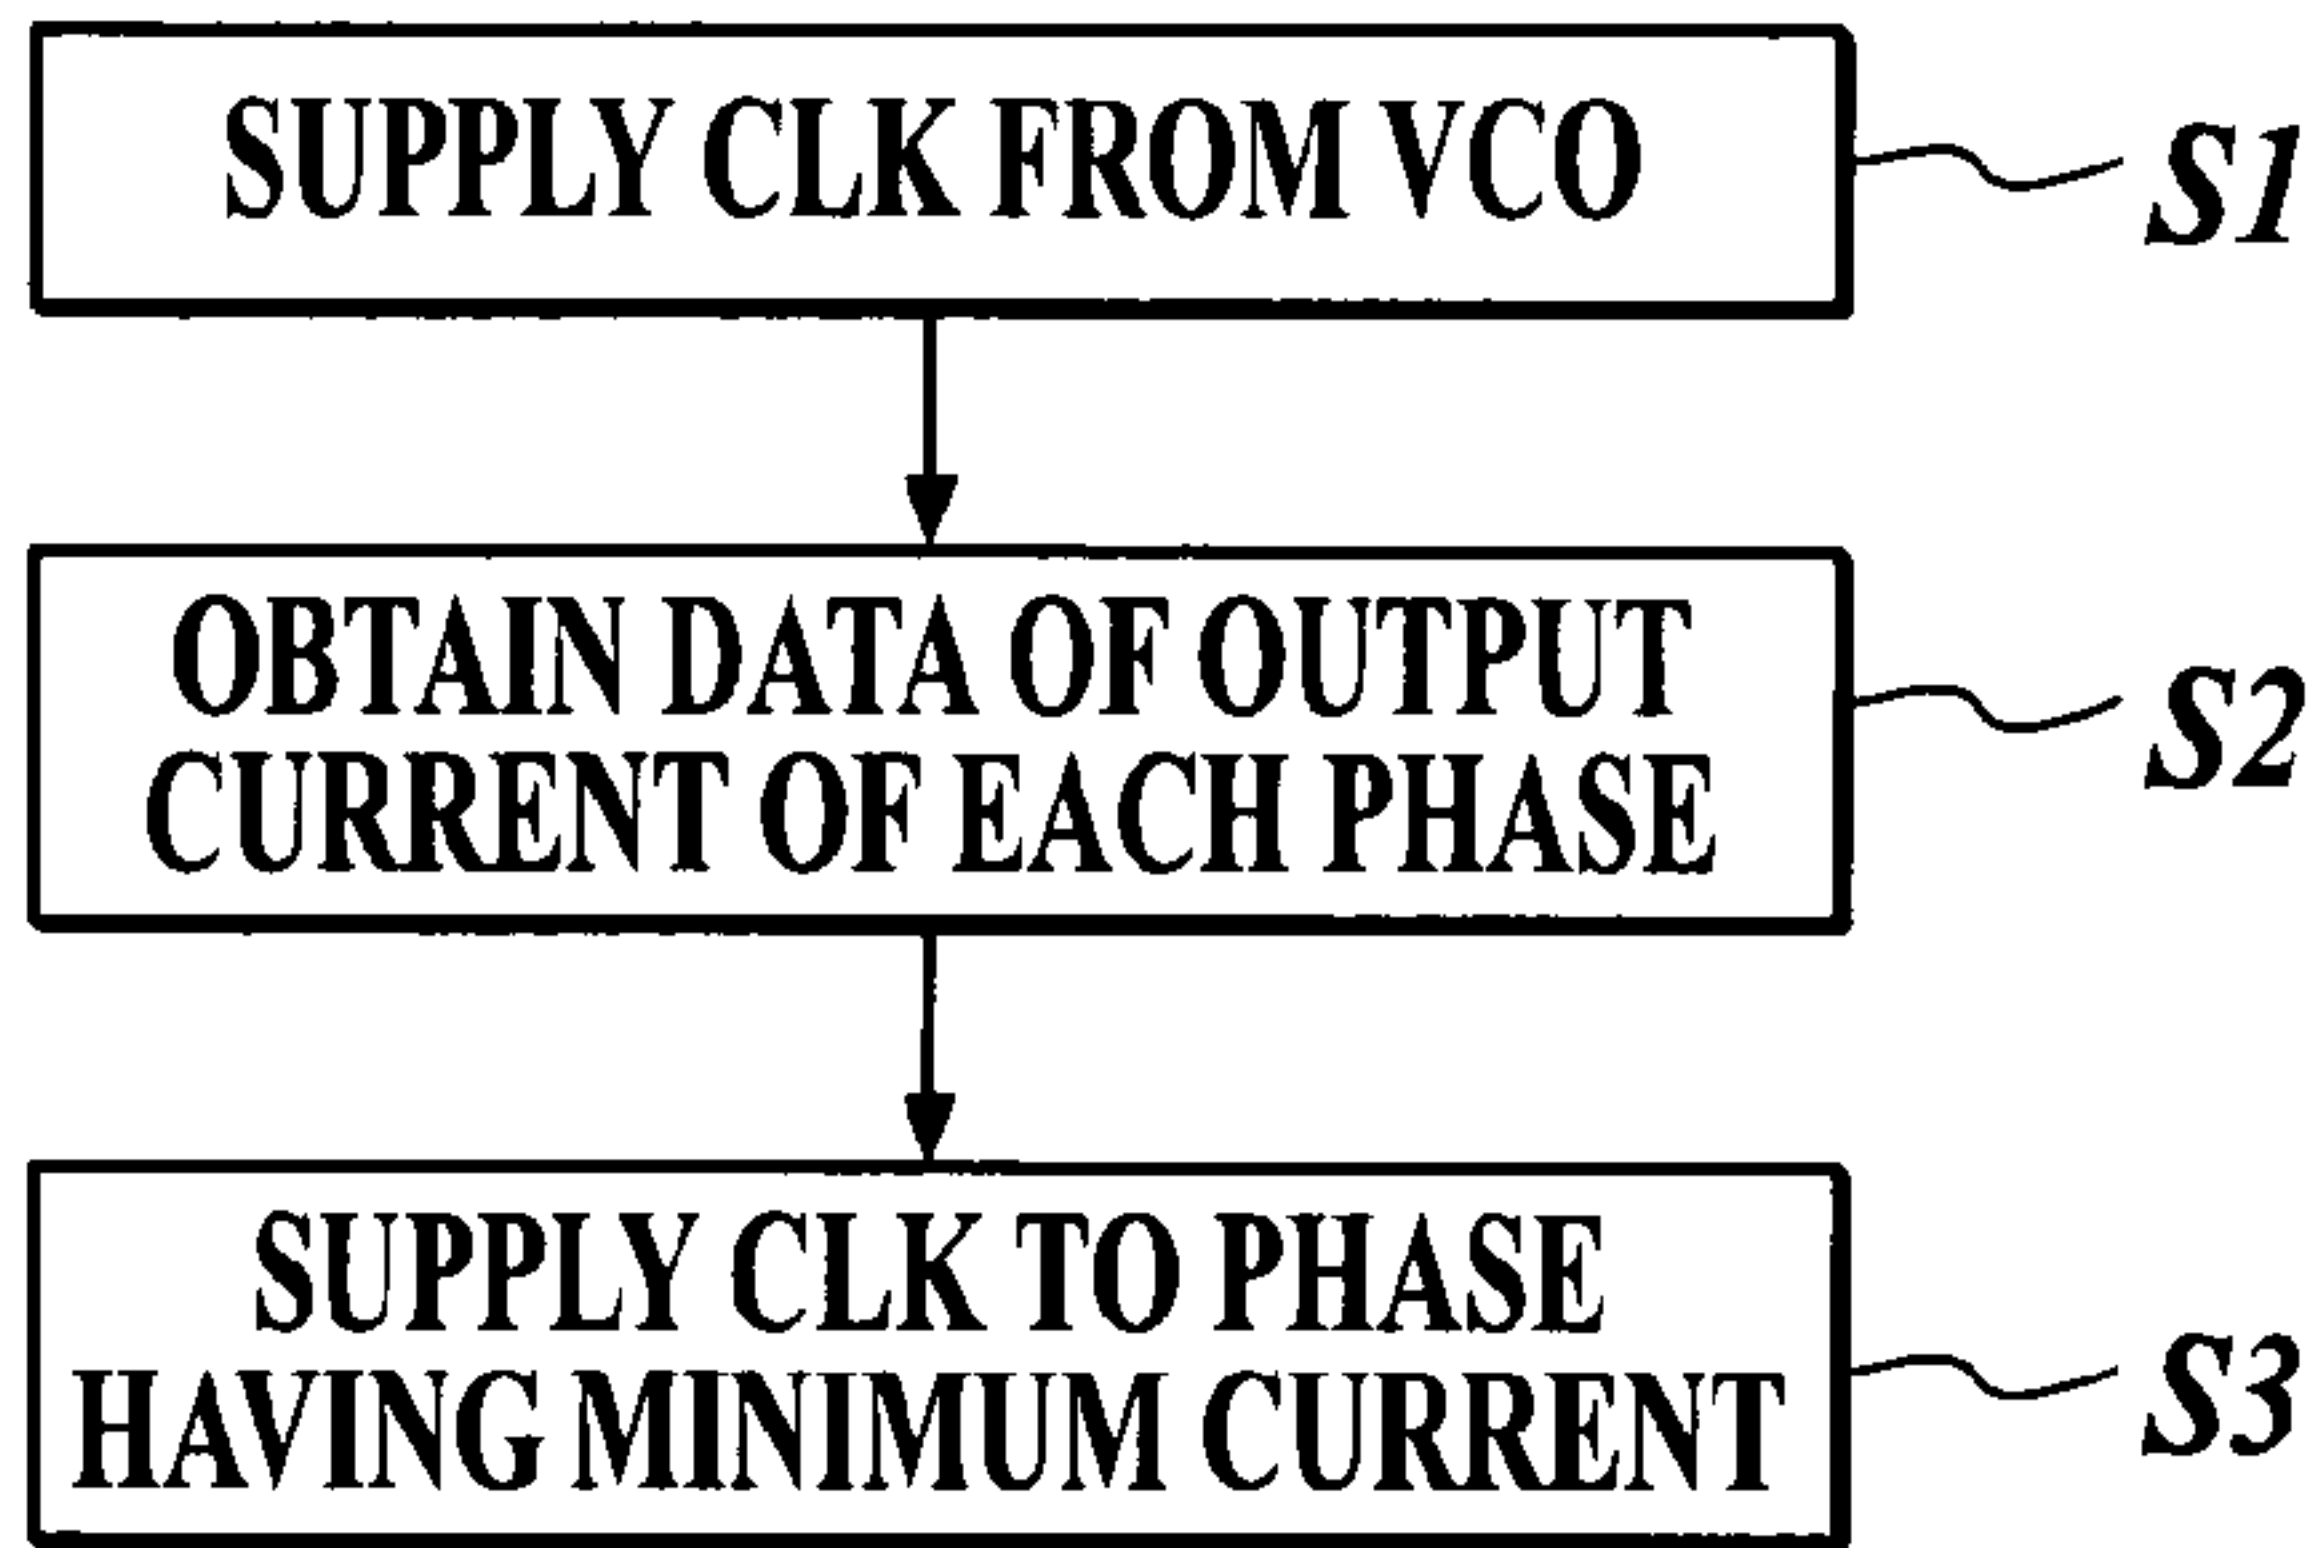 SUPPLY CLK FROM VCO
S1
OBTAIN DATA OF OUTPUT
CURRENT OF EACH PHASE
S2
SUPPLY CLK TO PHASE
HAVING MINIMUM CURRENT
S3